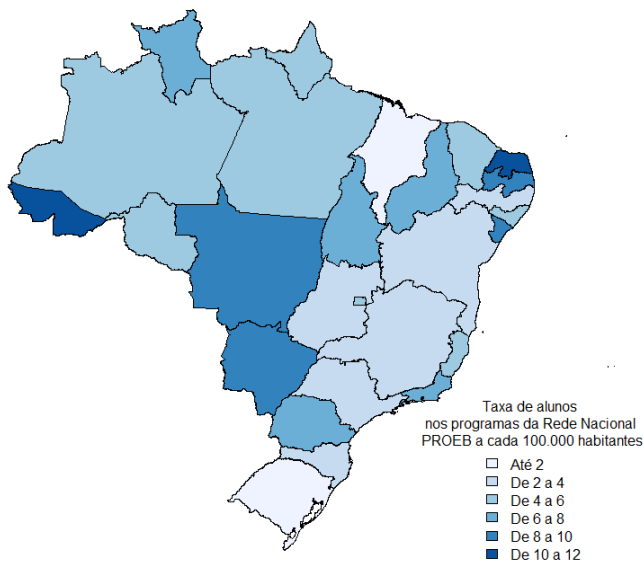 Taxa de alunos
nos programas da Rede Nacional
PROEB a cada 100.000 habitantes
Até 2
De 2 a 4
De 4 a 6
De 6 a 8
De 8 a 10
De 10 a 12